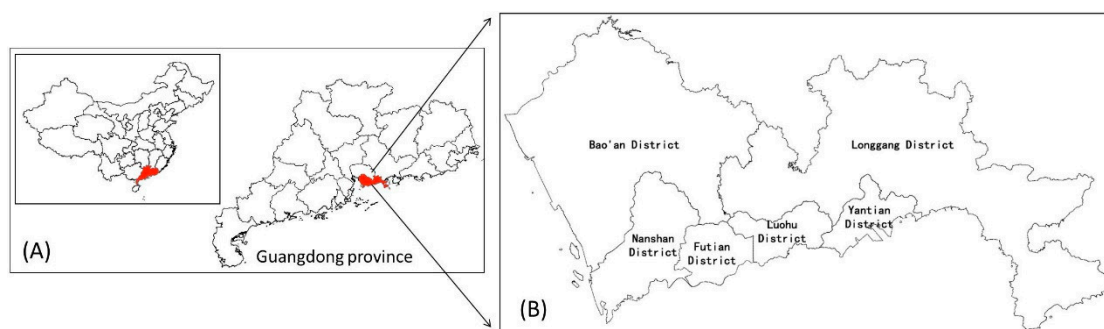 (A)
Guangdong province
Bao'an District
Longgang District
Nanshan
District
Futian
District
Luohu
District
Yantian
District
(B)